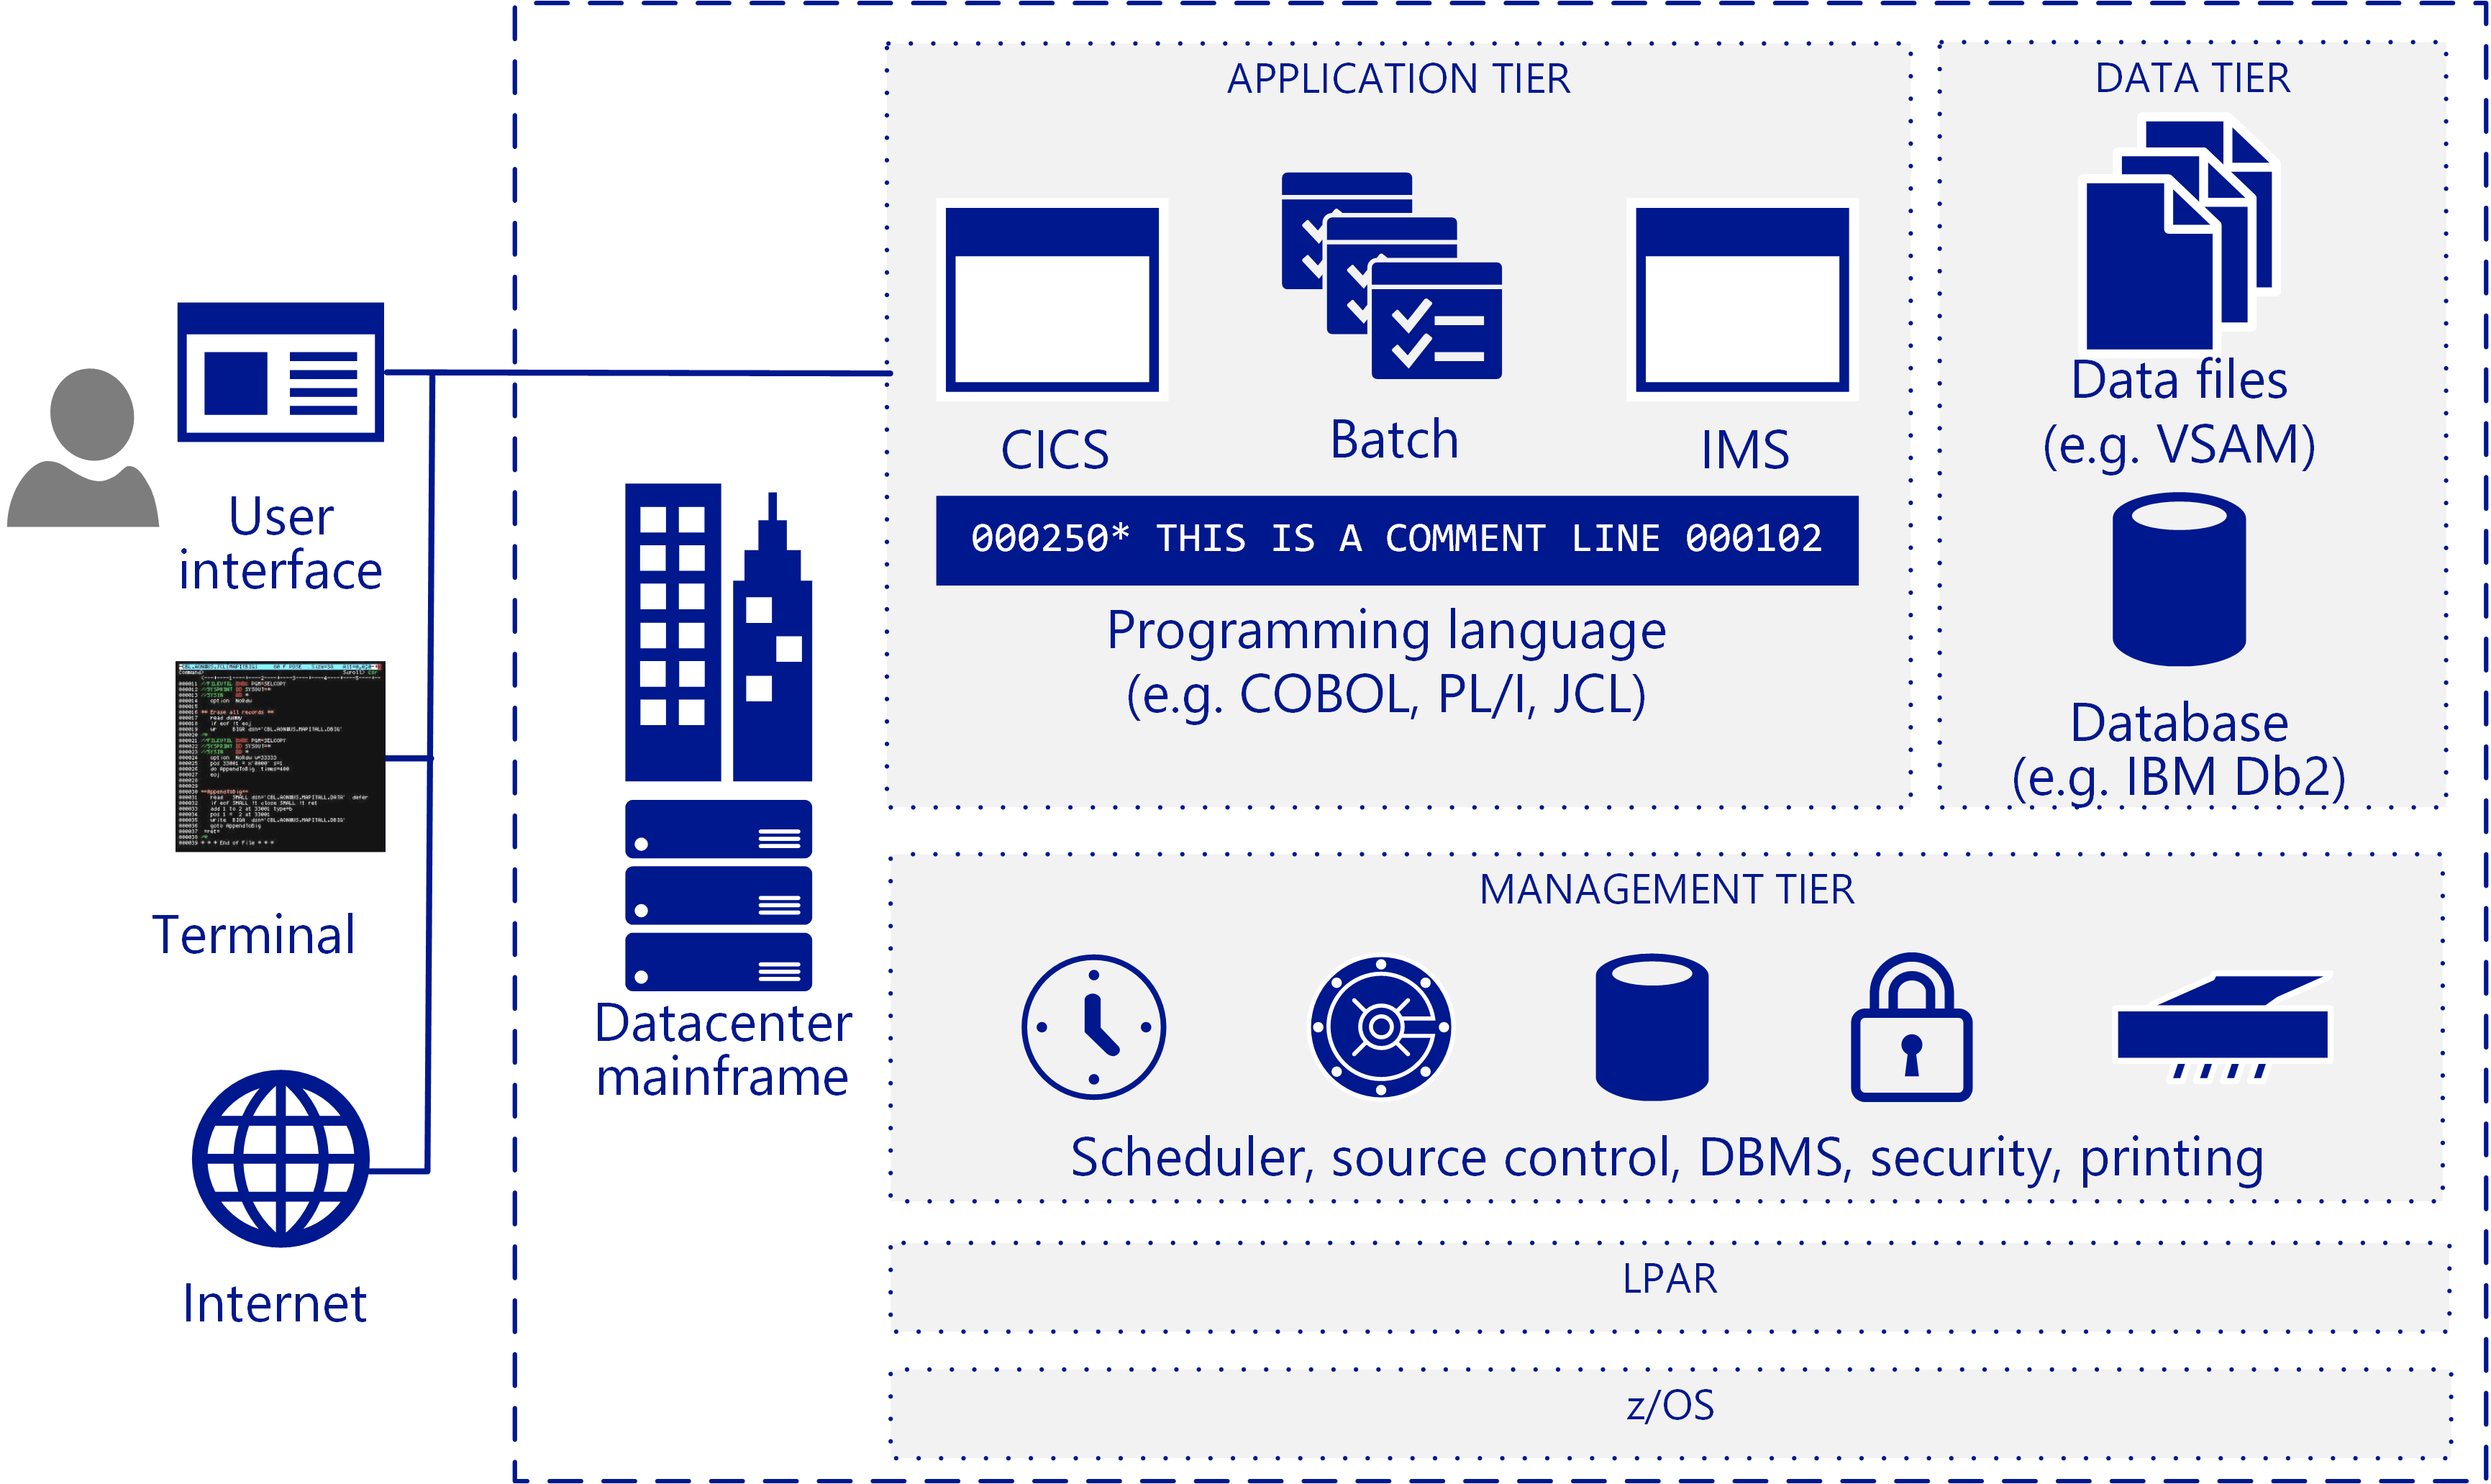 APPLICATION TIER
DATA TIER
CICS
Batch
IMS
000250* THIS IS A COMMENT LINE 000102
Programming language
(e.g. COBOL, PL/I, JCL)
Data files
(e.g. VSAM)
Database
(e.g. IBM Db2)
User
interface
Terminal
Internet
Datacenter
mainframe
MANAGEMENT TIER
Scheduler, source control, DBMS, security, printing
LPAR
z/OS